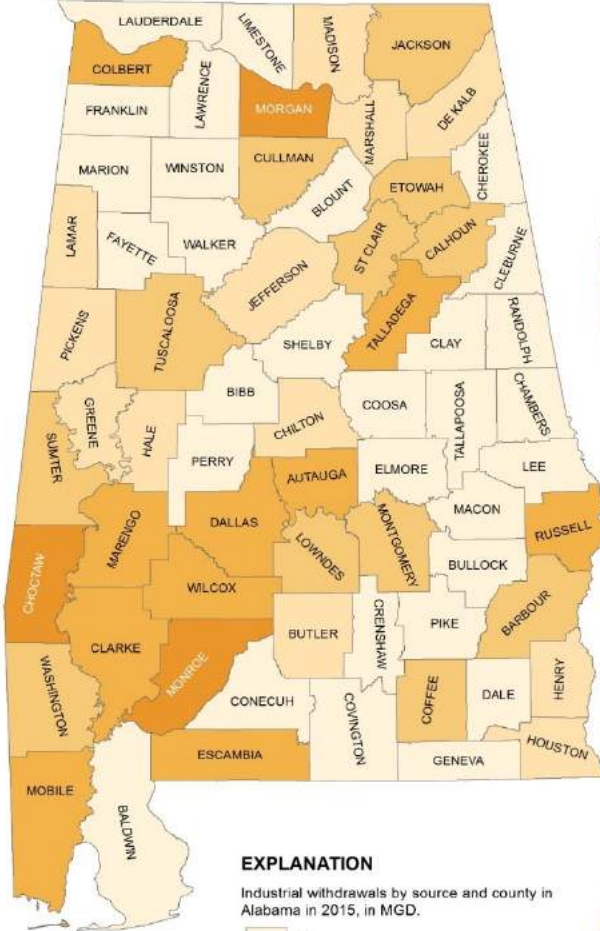 LAUDERDALE
LIMESTONE
MADISON
JACKSON
COLBERT
LAWRENCE
MORGAN
FRANKLIN
MARSHALL
DE KALB
CHEROKEE
CULLMAN
MARION
WINSTON
BLOUNT
ETOWAH
LAMAR
FAYETTE
WALKER
ST CLAIR
CALHOUN
CLEBURNE
JEFFERSON
PICKENS
TUSCALOOSA
TALLADEGA
RANDOLPH
SHELBY
CLAY
BIBB
COOSA
TALLAPOOSA
CHAMBERS
GREENE
HALE
CHILTON
SUMTER
PERRY
AUTAUGA
ELMORE
LEE
MACON
MARENGO
DALLAS
LOWNDES
MONTGOMERY
RUSSELL
CHOCTAW
WILCOX
BULLOCK
BARBOUR
CLARKE
BUTLER
CRENSHAW
PIKE
MONROE
WASHINGTON
CONECUH
COVINGTON
COFFEE
DALE
HENRY
ESCAMBIA
GENEVA
HOUSTON
MOBILE
BALDWIN
EXPLANATION
Industrial withdrawals by source and county in
Alabama in 2015, in MGD.